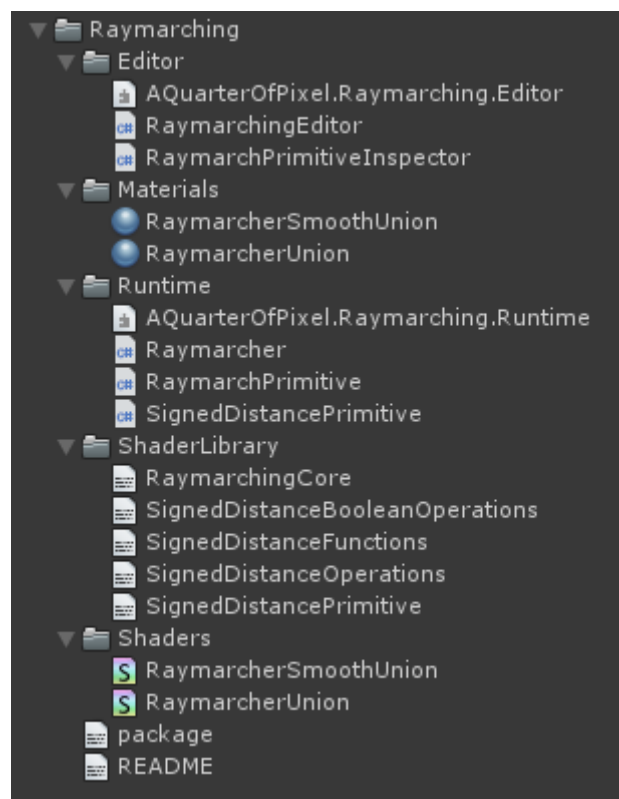 Raymarching
Editor
AQuarterOfPixel.Raymarching.Editor
c# RaymarchingEditor
c# RaymarchPrimitiveInspector
Materials
RaymarcherSmoothUnion
RaymarcherUnion
Runtime
AQuarterOfPixel.Raymarching.Runtime
c# Raymarcher
c# RaymarchPrimitive
c# SignedDistancePrimitive
ShaderLibrary
RaymarchingCore
SignedDistanceBooleanOperations
SignedDistanceFunctions
SignedDistanceOperations
SignedDistancePrimitive
Shaders
S RaymarcherSmoothUnion
S RaymarcherUnion
package
README